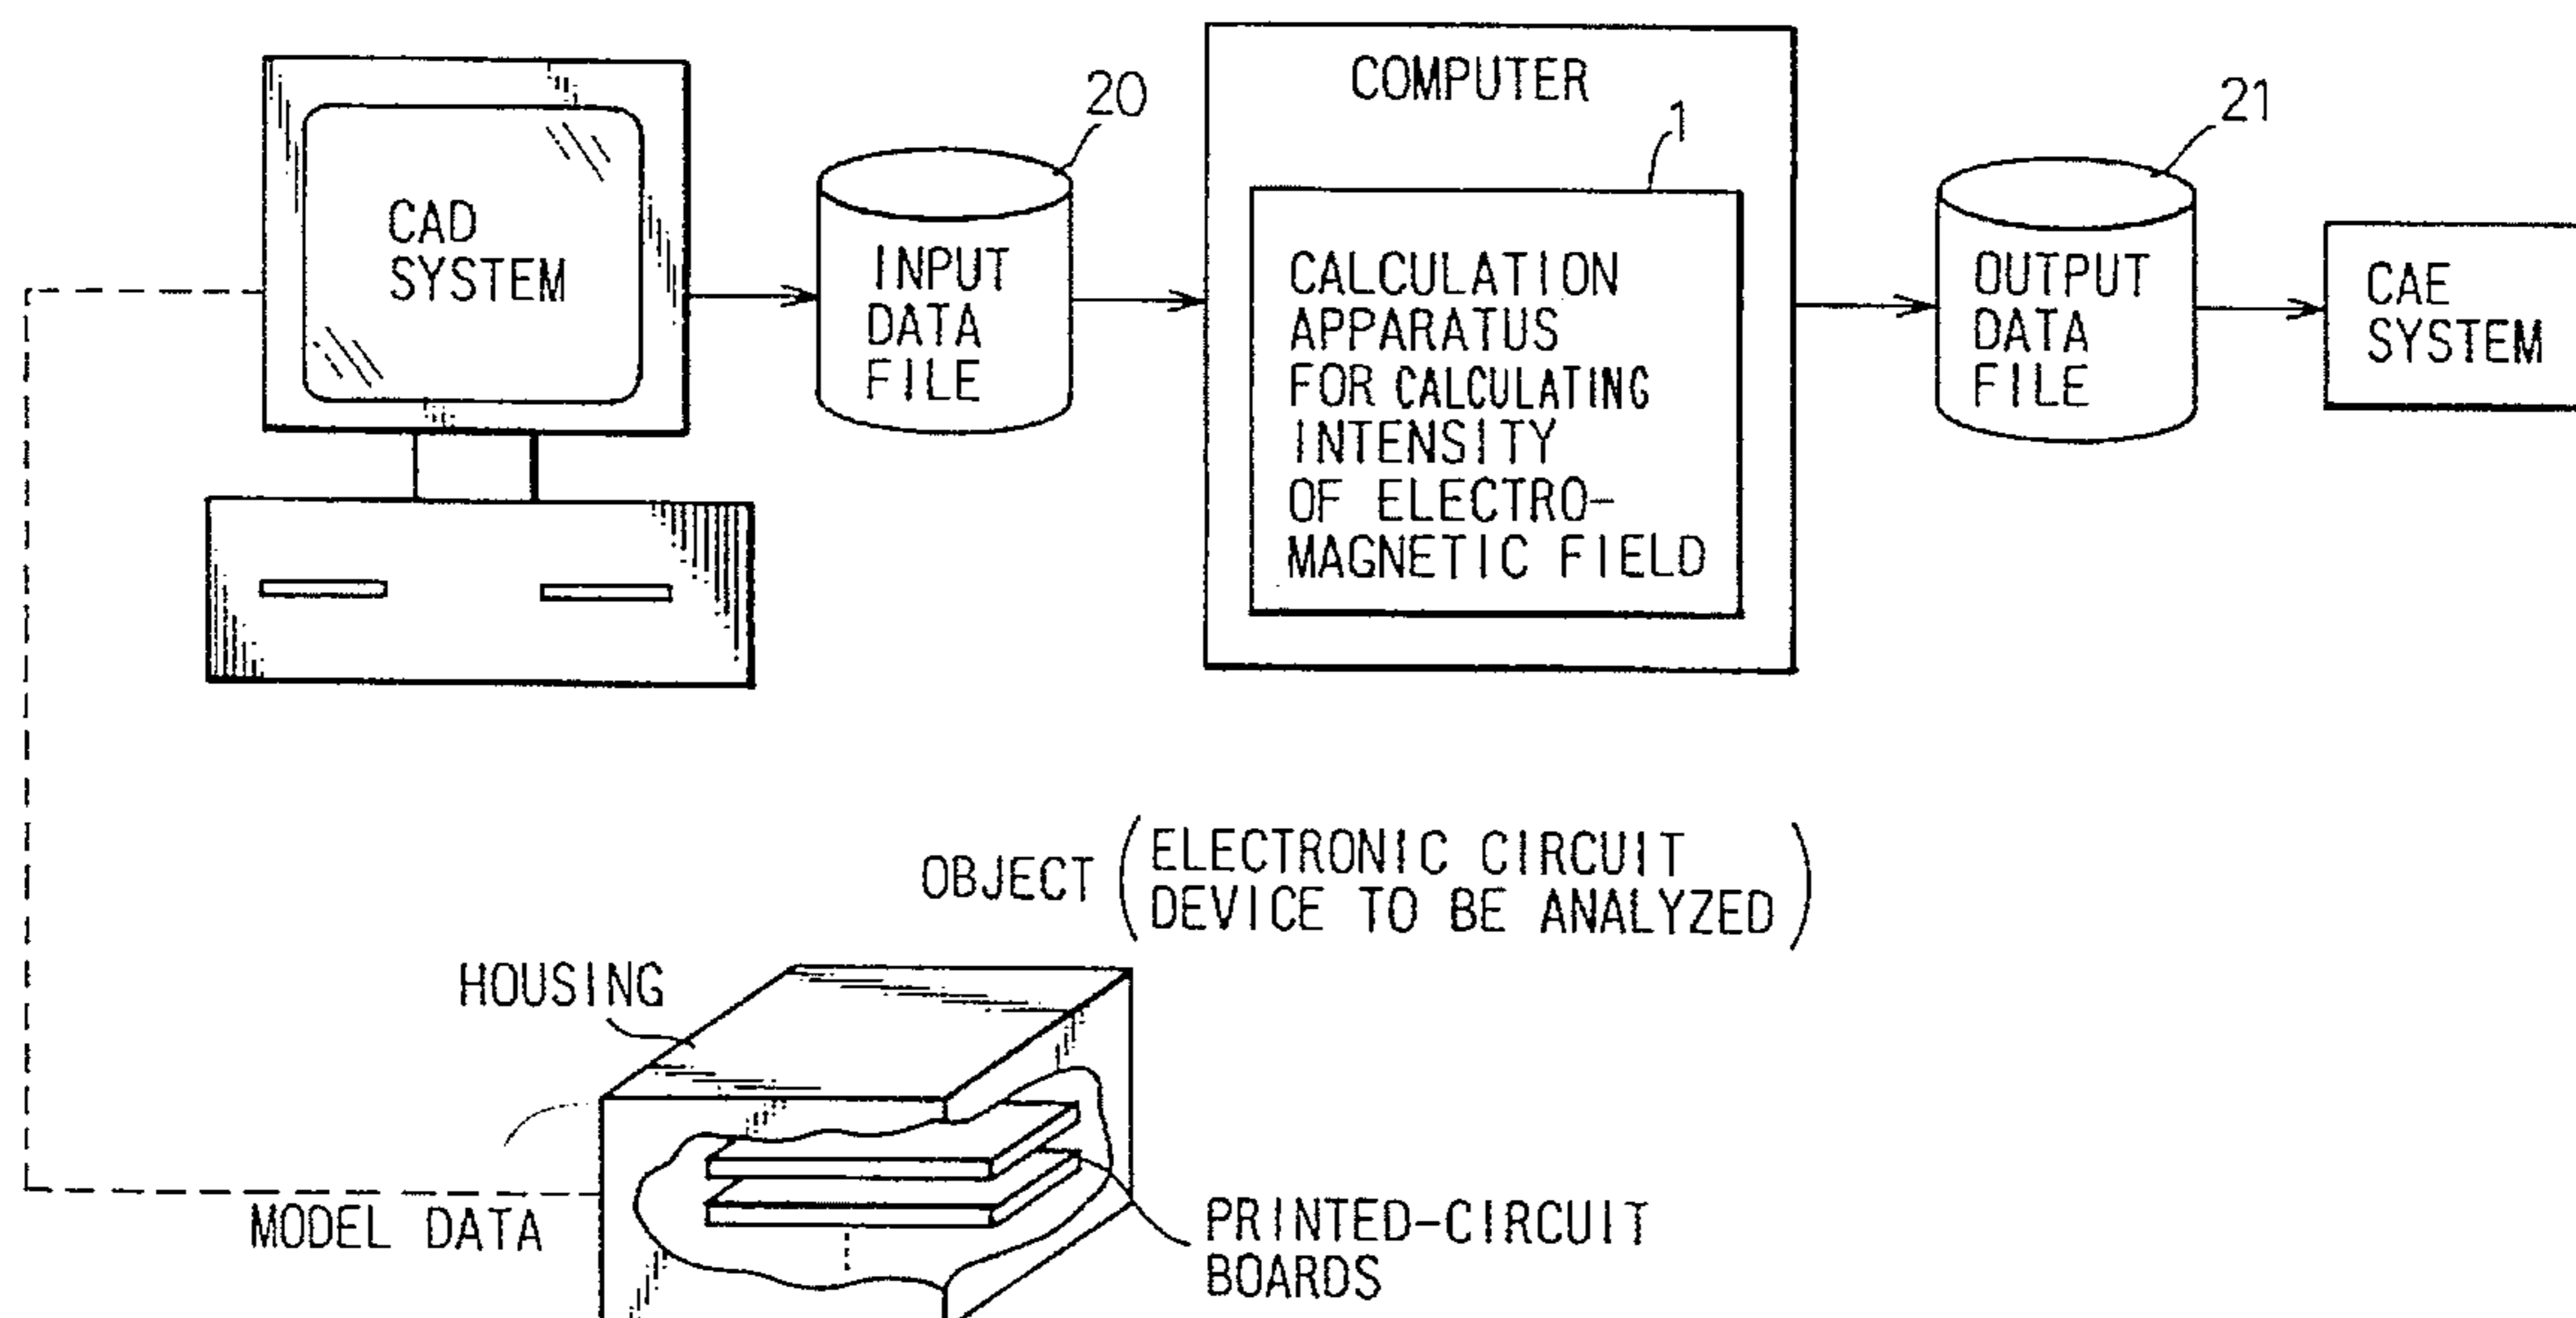 COMPUTER
20
1
21
CAD
SYSTEM
INPUT
DATA
FILE
CALCULATION
APPARATUS
FOR CALCULATING
INTENSITY
OF ELECTRO-
MAGNETIC FIELD
OUTPUT
DATA
FILE
CAE
SYSTEM
OBJECT (ELECTRONIC CIRCUIT
DEVICE TO BE ANALYZED)
HOUSING
MODEL DATA
PRINTED-CIRCUIT
BOARDS